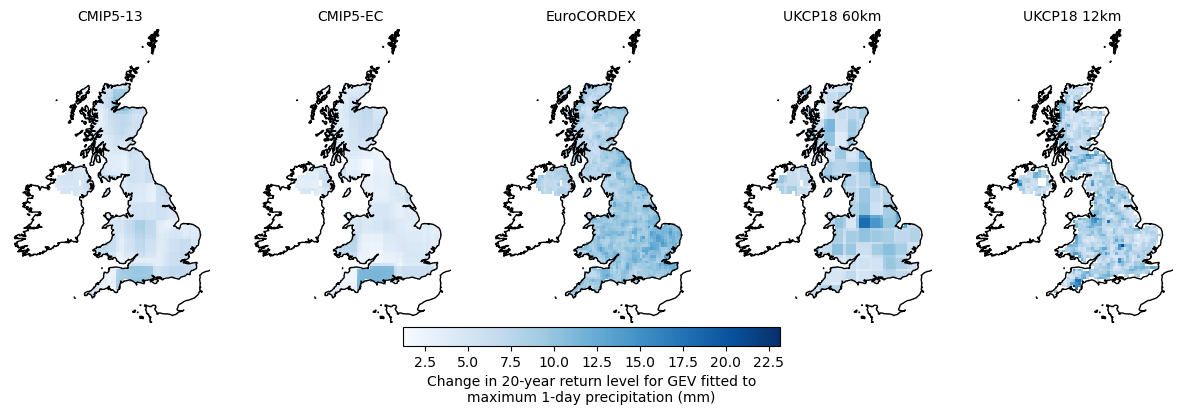 CMIP5-13
CMIP5-EC
EuroCORDEX
UKCP18 60km
UKCP18 12km
2.5 5.0 7.5 10.0 12.5 15.0 17.5 20.0 22.5
Change in 20-year return level for GEV fitted to
maximum 1-day precipitation (mm)